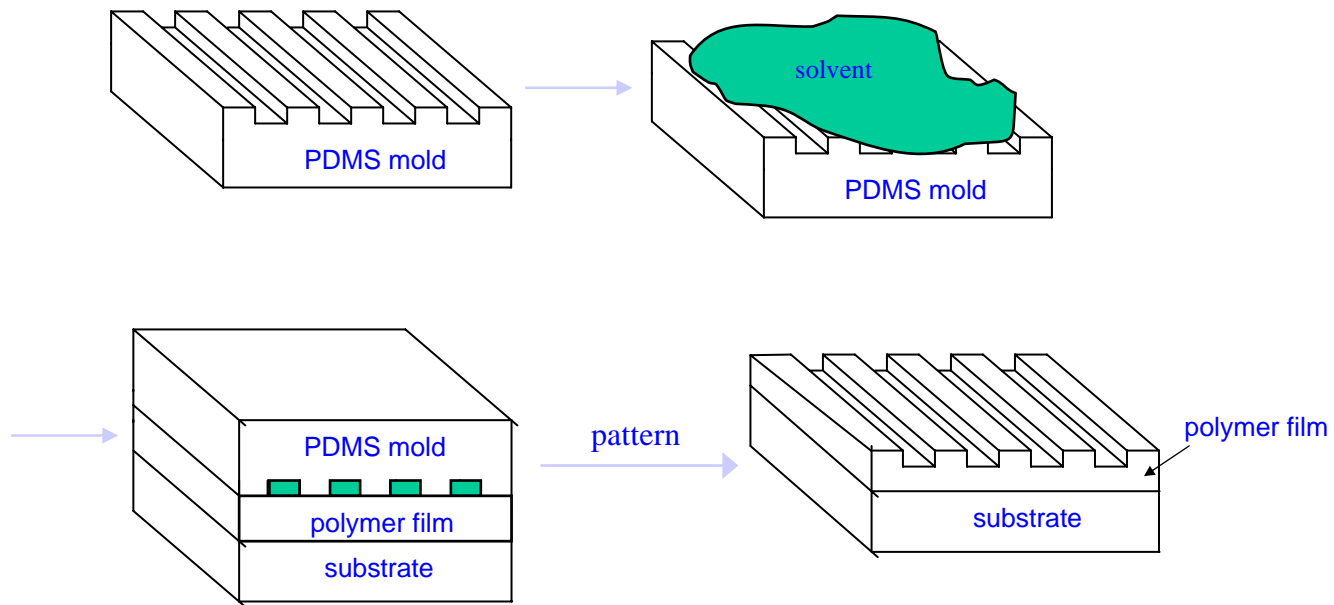 solvent
PDMS mold
PDMS mold
PDMS mold
polymer film
substrate
pattern
polymer film
substrate